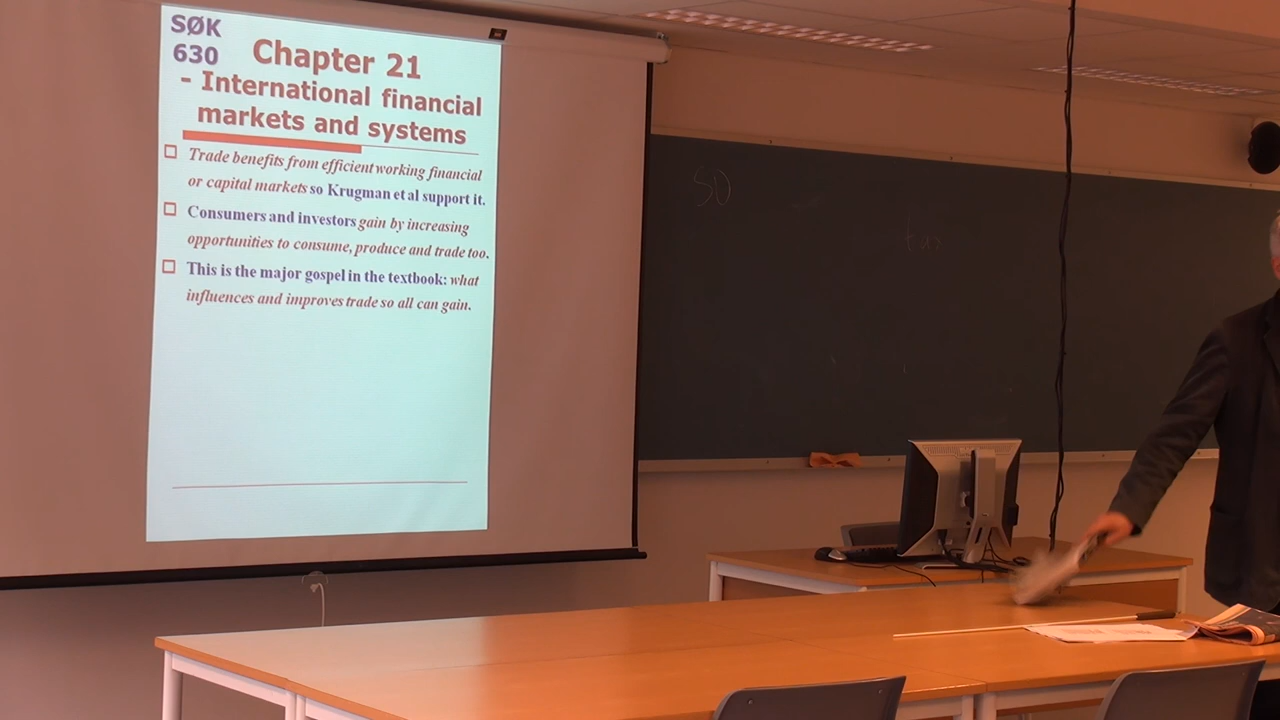 SØK
630
Chapter 21
- International financial
markets and systems
Trade benefits from efficient working financial
or capital markets so Krugman et al support it.
Consumers and investors gain by increasing
opportunities to consume, produce and trade too.
This is the major gospel in the textbook: what
influences and improves trade so all can gain.
SO
tax